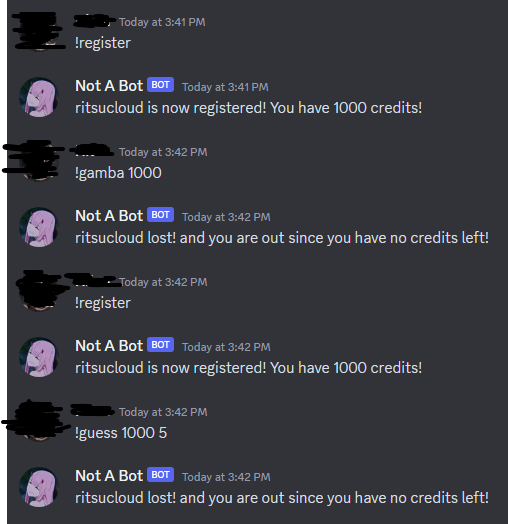 Today at 3:41 PM
!register
Not A Bot BOT Today at 3:41 PM
ritsucloud is now registered! You have 1000 credits!
Today at 3:42 PM
!gamba 1000
Not A Bot BOT Today at 3:42 PM
ritsucloud lost! and you are out since you have no credits left!
Today at 3:42 PM
!register
Not A Bot BOT Today at 3:42 PM
ritsucloud is now registered! You have 1000 credits!
Today at 3:42 PM
!guess 1000 5
Not A Bot BOT Today at 3:42 PM
ritsucloud lost! and you are out since you have no credits left!